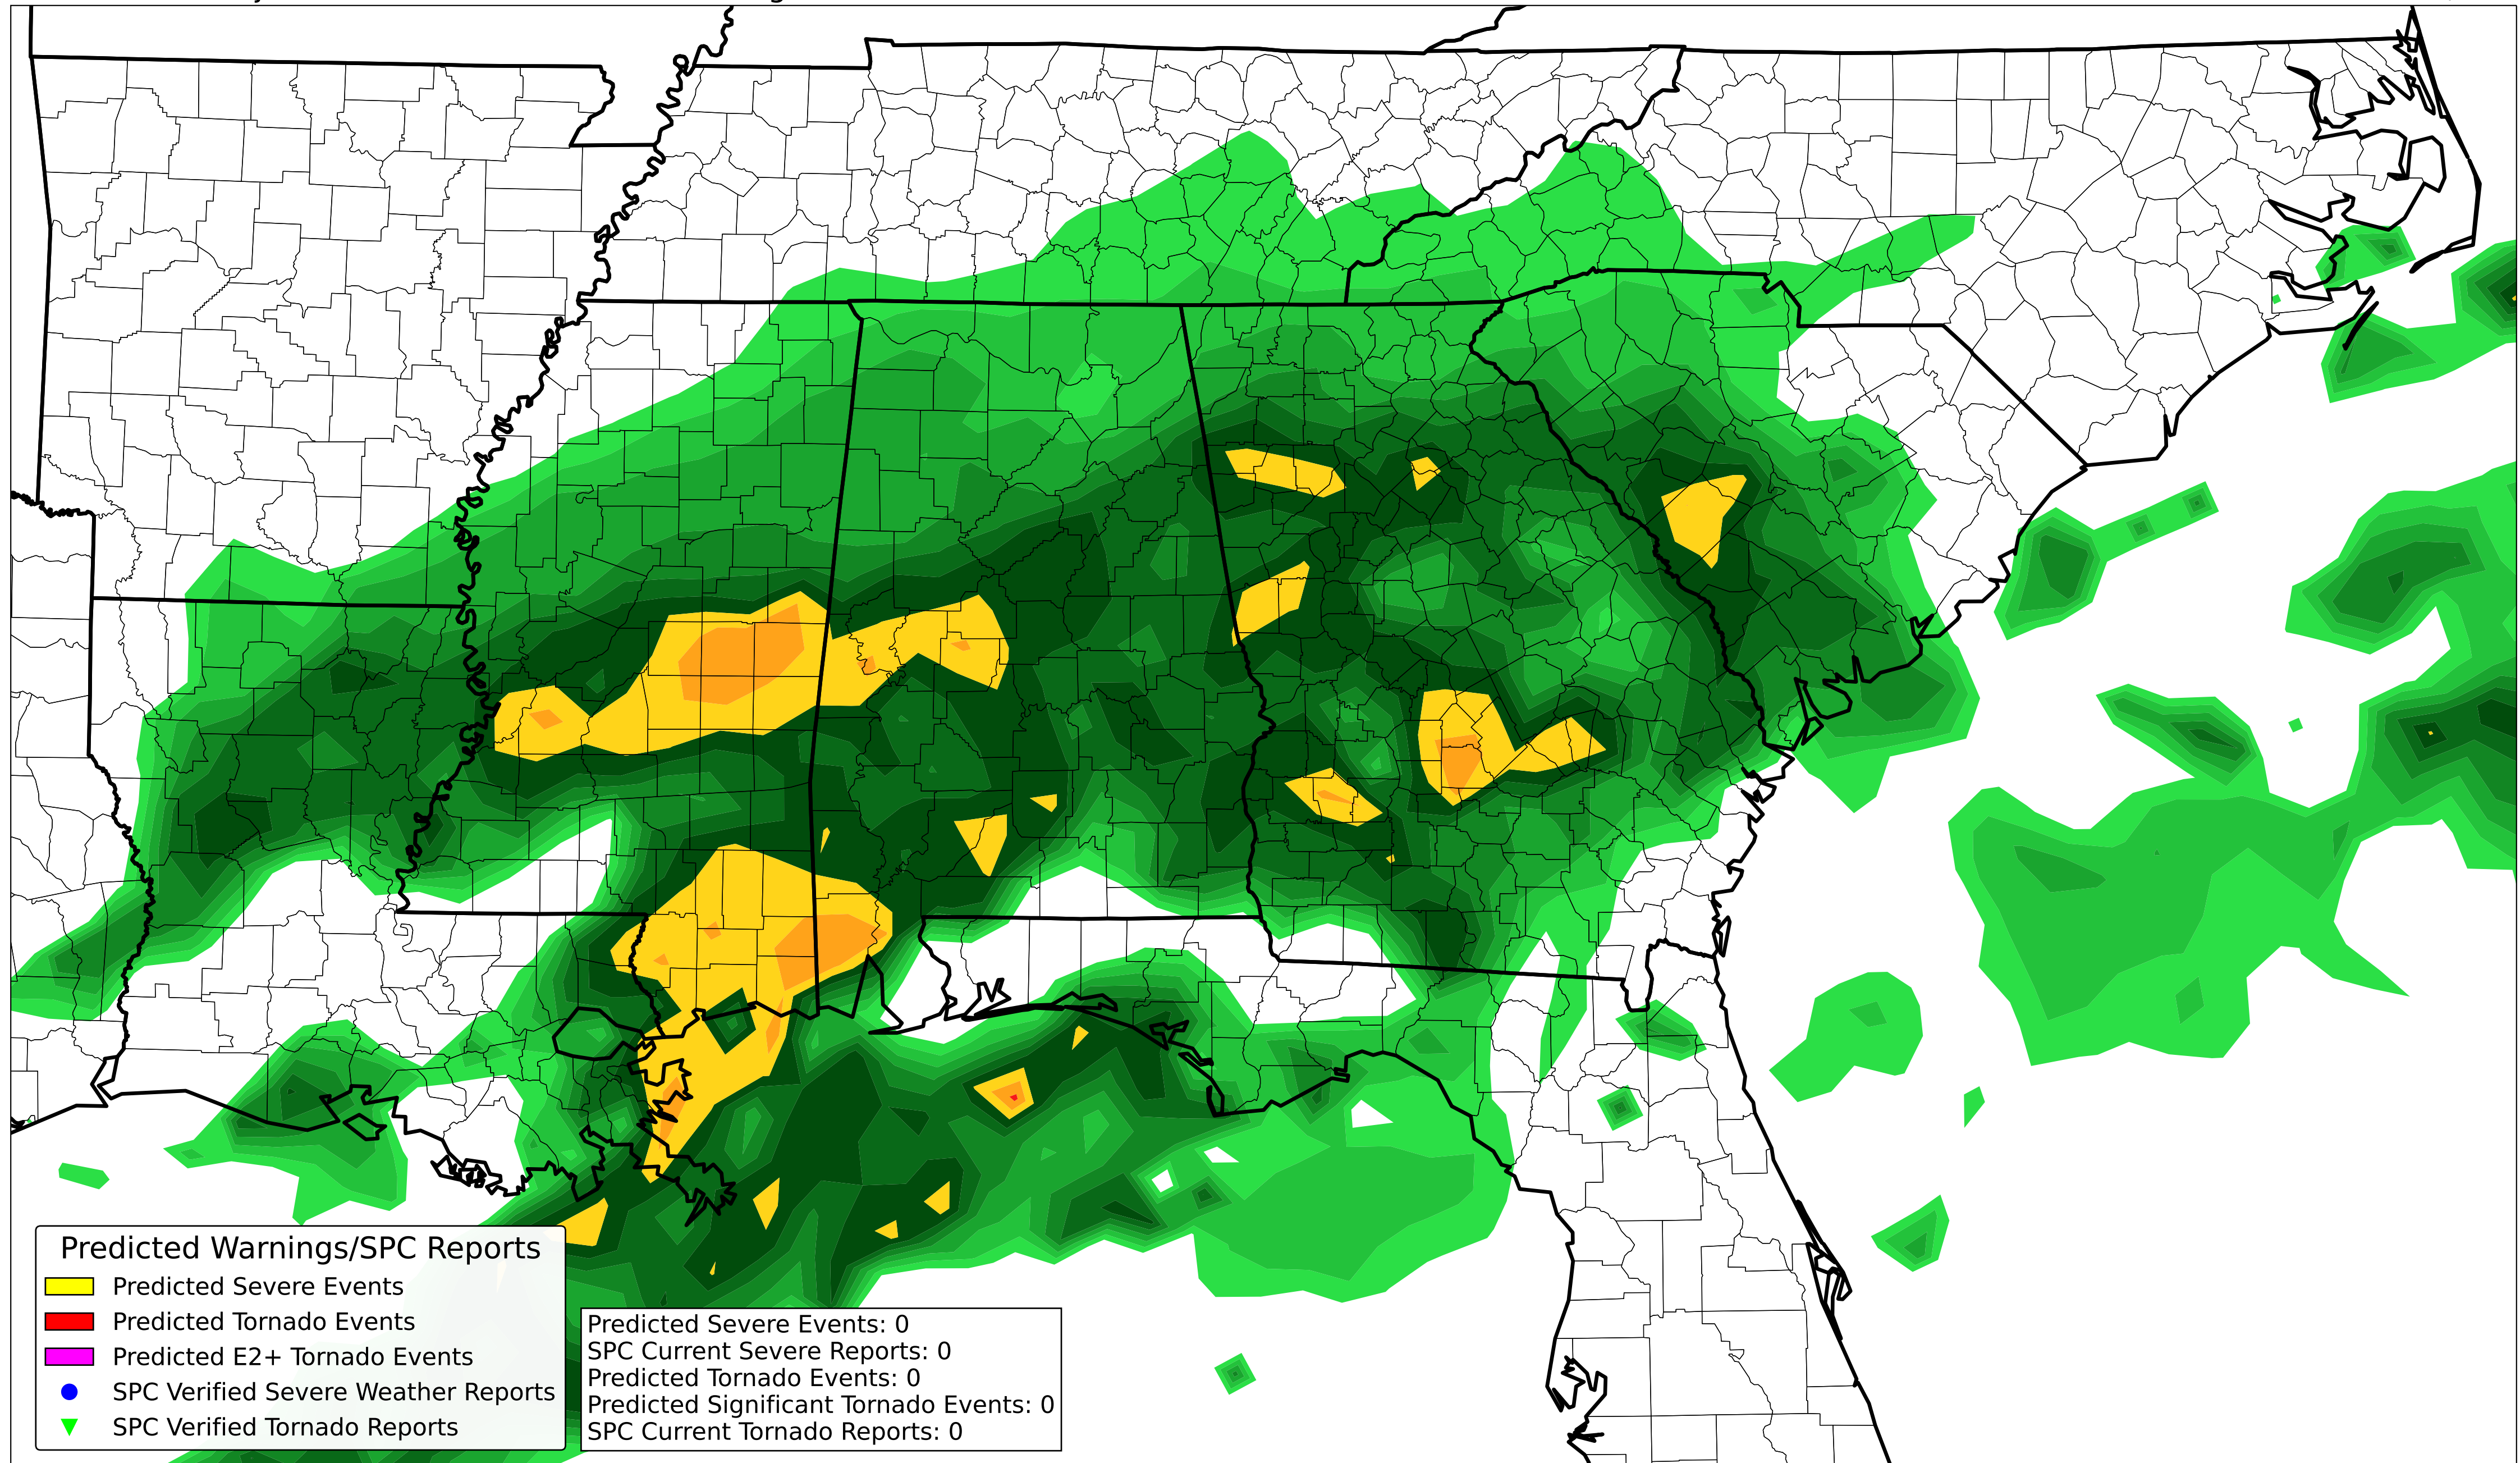 Predicted Warnings/SPC Reports
Predicted Severe Events
Predicted Tornado Events
Predicted E2+ Tornado Events
SPC Verified Severe Weather Reports
SPC Verified Tornado Reports
Predicted Severe Events: 0
SPC Current Severe Reports: 0
Predicted Tornado Events: 0
Predicted Significant Tornado Events: 0
SPC Current Tornado Reports: 0